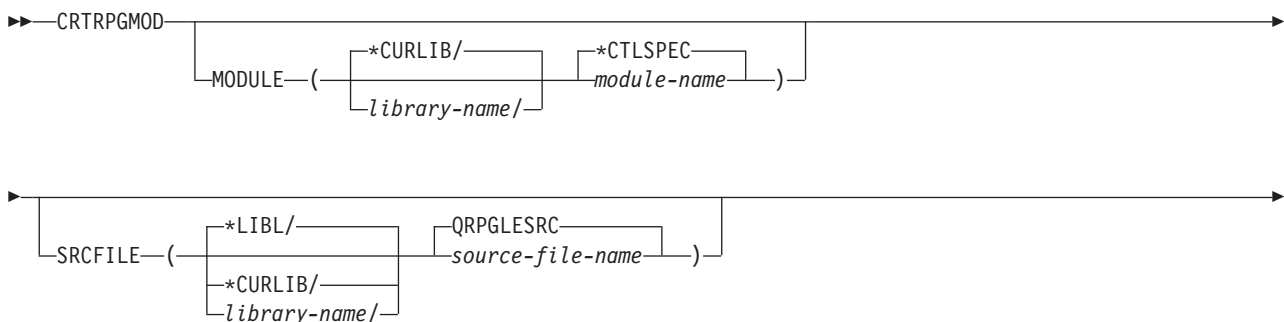 CRTRPGMOD
MODULE ( *CURLIB/ *CTLSPEC )
library-name/ module-name
SRCFILE ( *LIBL/ QRPGLESRC )
*CURLIB/ source-file-name
library-name/